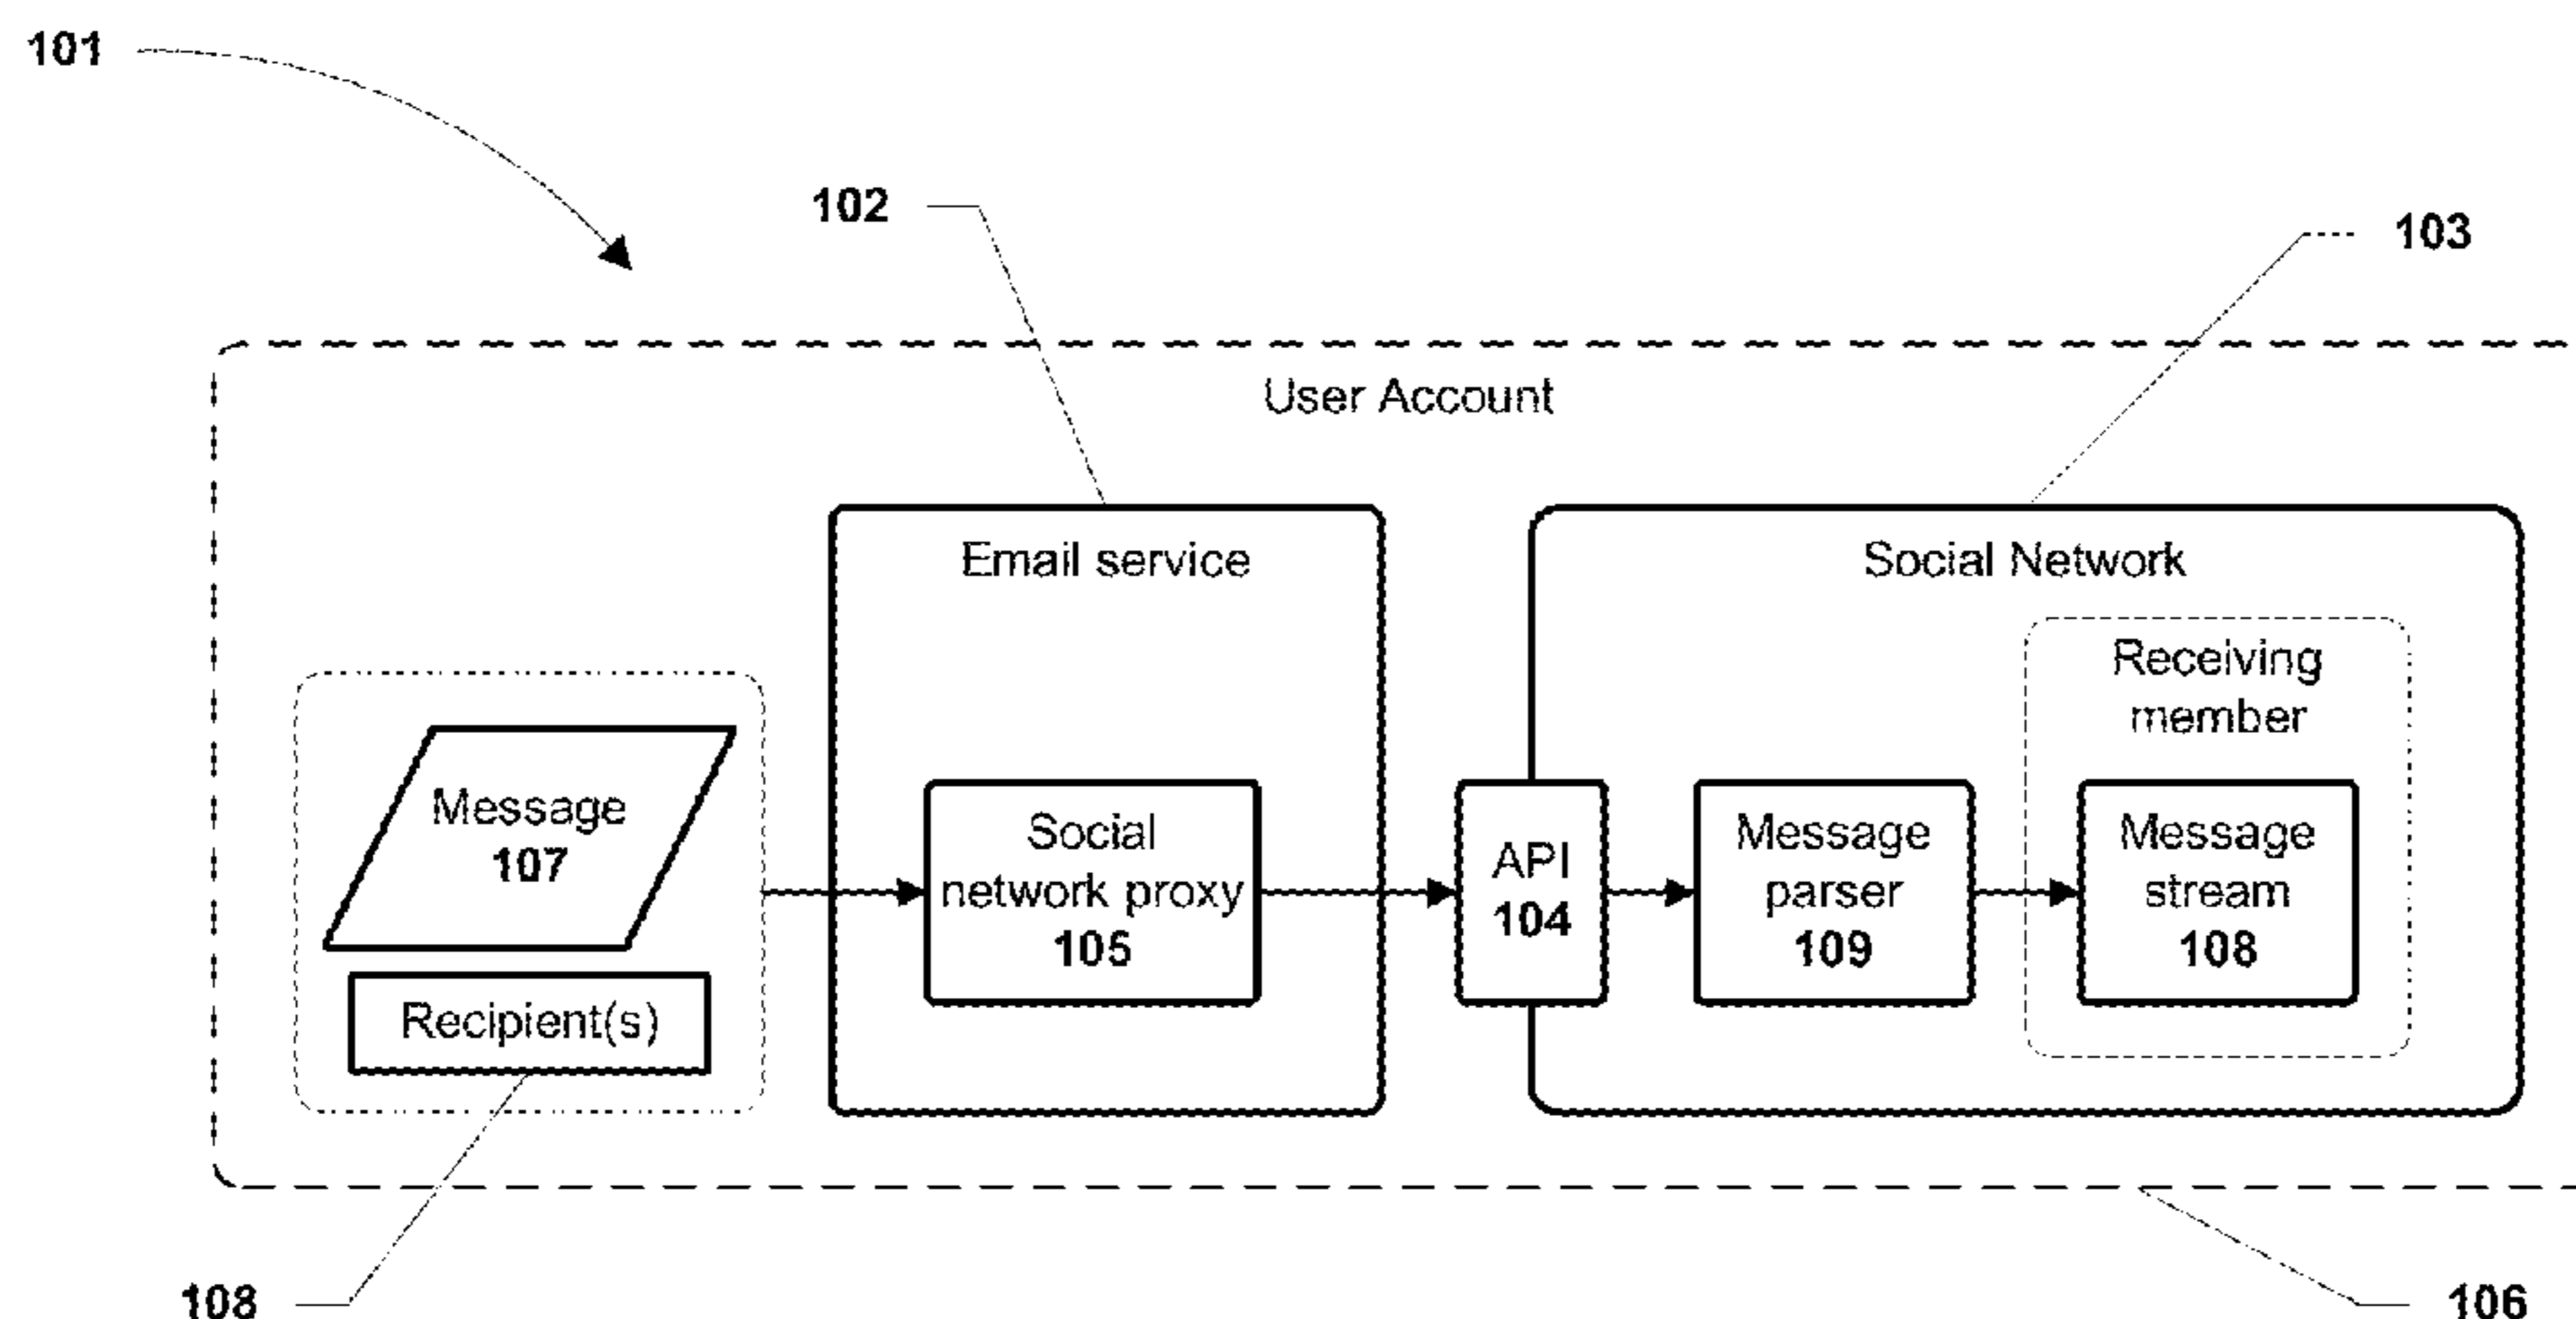 101
102
103
User Account
Email service
Social Network
Receiving
member
Message
107
Recipient(s)
Social
network proxy
105
API
104
Message
parser
109
Message
stream
108
108
106